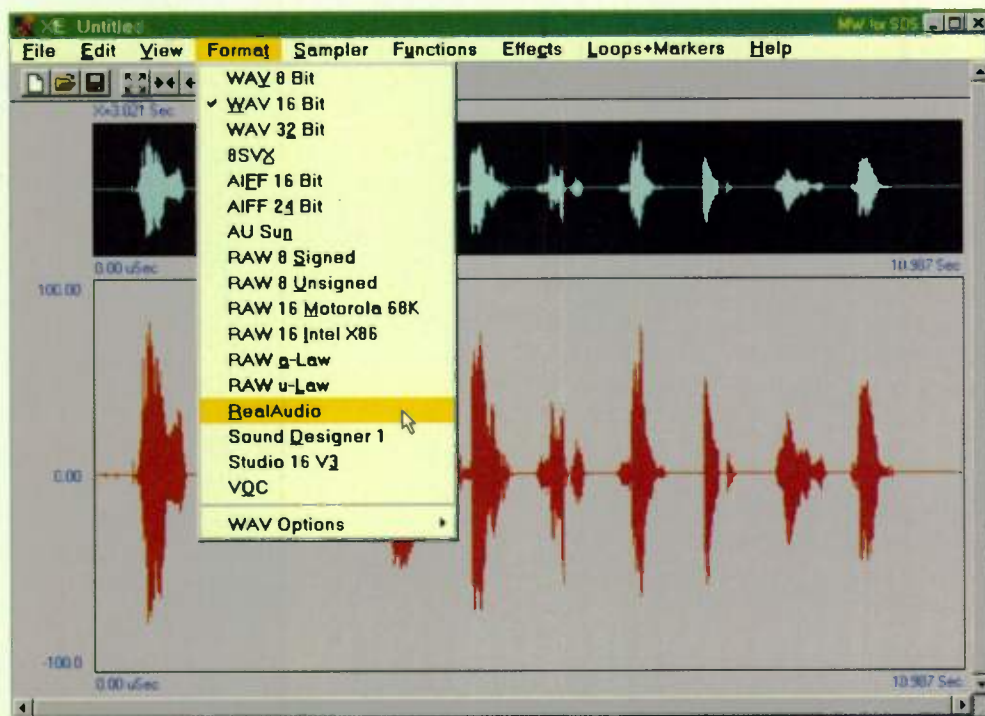 XE Untitled MW for SOS
File Edit View Format Sampler Functions Effects Loops+Markers Help
WAV 8 Bit
WAV 16 Bit
WAV 32 Bit
8SVX
AIFF 16 Bit
AIFF 24 Bit
AU Sun
RAW 8 Signed
RAW 8 Unsigned
RAW 16 Motorola 68K
RAW 16 Intel X86
RAW a-Law
RAW u-Law
RealAudio
Sound Designer 1
Studio 16 V3
VOC
WAV Options
X=3.021 Sec
0.00 uSec 10.987 Sec
100.00
0.00
-100.0
0.00 uSec 10.987 Sec